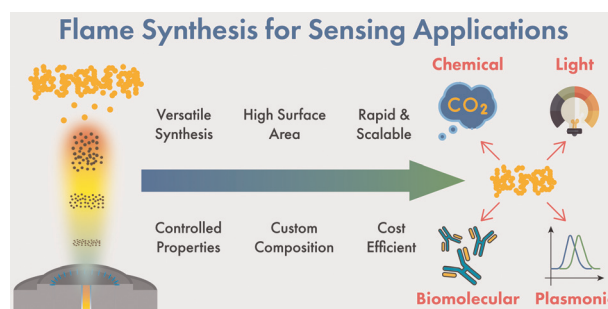 Flame Synthesis for Sensing Applications
Chemical
Light
CO2
Versatile
Synthesis
High Surface
Area
Rapid &
Scalable
Controlled
Properties
Custom
Composition
Cost
Efficient
Biomolecular
Plasmonic